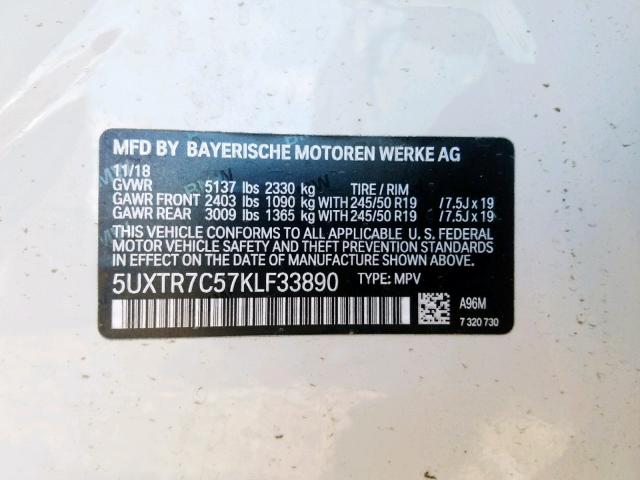 MFD BY BAYERISCHE MOTOREN WERKE AG
11/18
GVWR 5137 lbs 2330 kg TIRE / RIM
GAWR FRONT 2403 lbs 1090 kg WITH 245/50 R19 / 7.5J x 19
GAWR REAR 3009 lbs 1365 kg WITH 245/50 R19 / 7.5J x 19
THIS VEHICLE CONFORMS TO ALL APPLICABLE U. S. FEDERAL
MOTOR VEHICLE SAFETY AND THEFT PREVENTION STANDARDS
IN EFFECT ON THE DATE OF MANUFACTURE SHOWN ABOVE.
5UXTR7C57KLF33890 TYPE: MPV
A96M
7 320 730